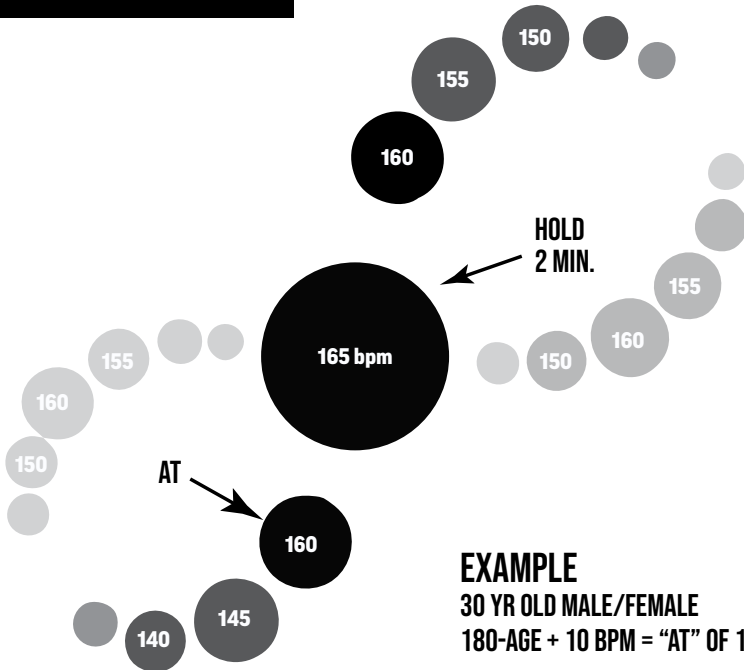 150
155
160
HOLD
2 MIN.
155
160
150
165 bpm
155
160
150
AT
160
145
140
EXAMPLE
30 YR OLD MALE/FEMALE
180-AGE + 10 BPM = “AT” OF